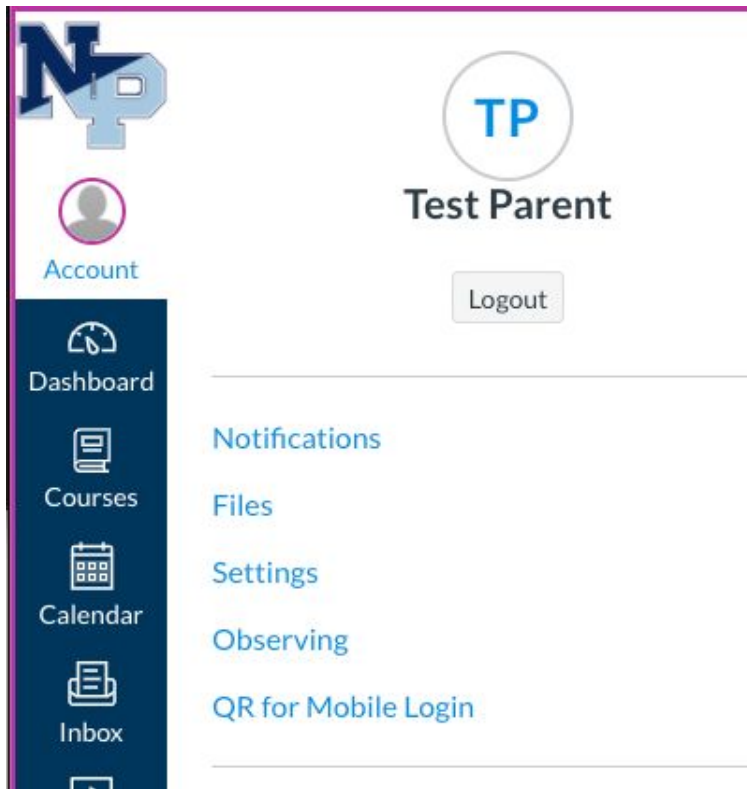 NP
TP
Test Parent
Account
Logout
Dashboard
Courses
Calendar
Inbox
Notifications
Files
Settings
Observing
QR for Mobile Login